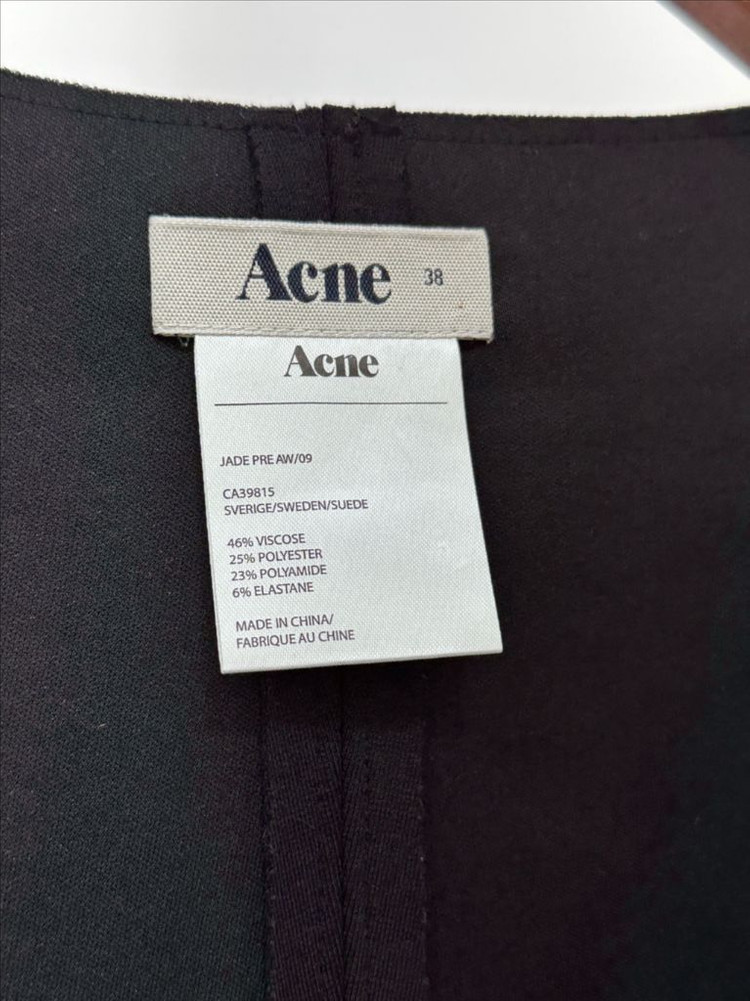 Acne 38
Acne
JADE PRE AW/09
CA39815
SVERIGE/SWEDEN/SUEDE
46% VISCOSE
25% POLYESTER
23% POLYAMIDE
6% ELASTANE
MADE IN CHINA/
FABRIQUE AU CHINE